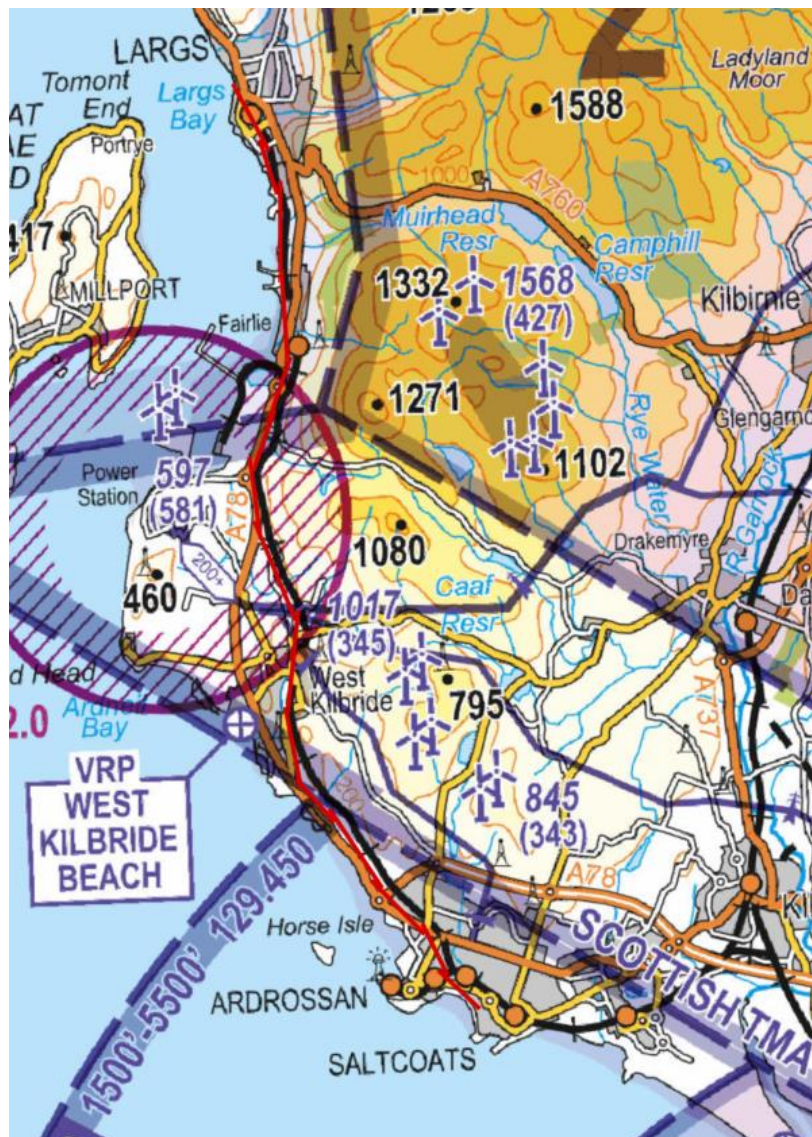 1588
Ladyland
Moor
2
LARGS
Largs
Bay
Tomont
End
Portrye
417
MILLPORT
1000
A760
Muirhead
Resr
Camphill
Resr
Kilbirnie
1332
1568
(427)
Fairlie
1271
Glengarnock
Rye Water
1102
R Garnock
597
(581)
Power
Station
A78
200
1080
Drakemyre
460
1017
(345)
Caaf
Resr
West
Kilbride
795
A737
Ardneil
Bay
2.0
VRP
WEST
KILBRIDE
BEACH
200
845
(343)
A78
1500'-5500' 129.450
Horse Isle
ARDROSSAN
SALTCOATS
SCOTTISH TMA